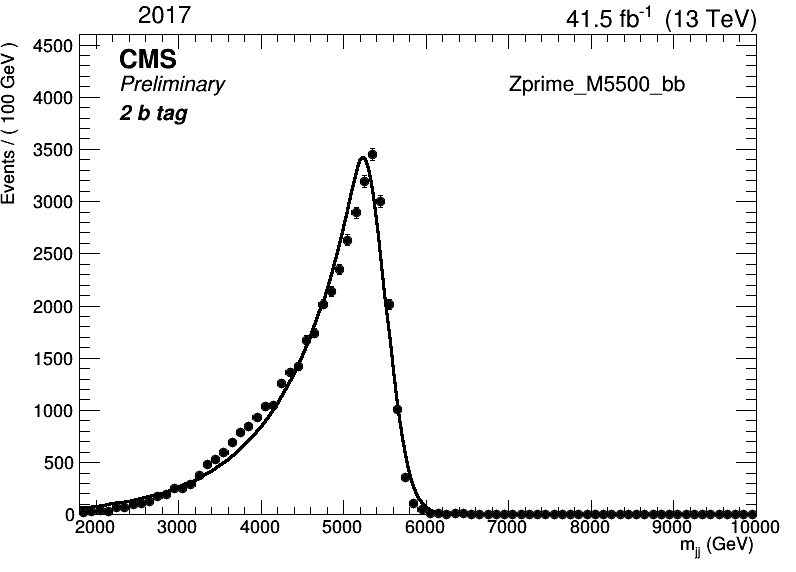 2017
41.5 fb⁻¹ (13 TeV)
CMS
Preliminary
2 b tag
Zprime_M5500_bb
Events / ( 100 GeV )
4500
4000
3500
3000
2500
2000
1500
1000
500
0
2000 3000 4000 5000 6000 7000 8000 9000 10000
m_jj (GeV)